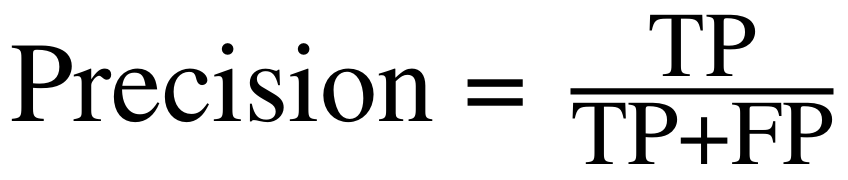 Precision = TP
TP+FP